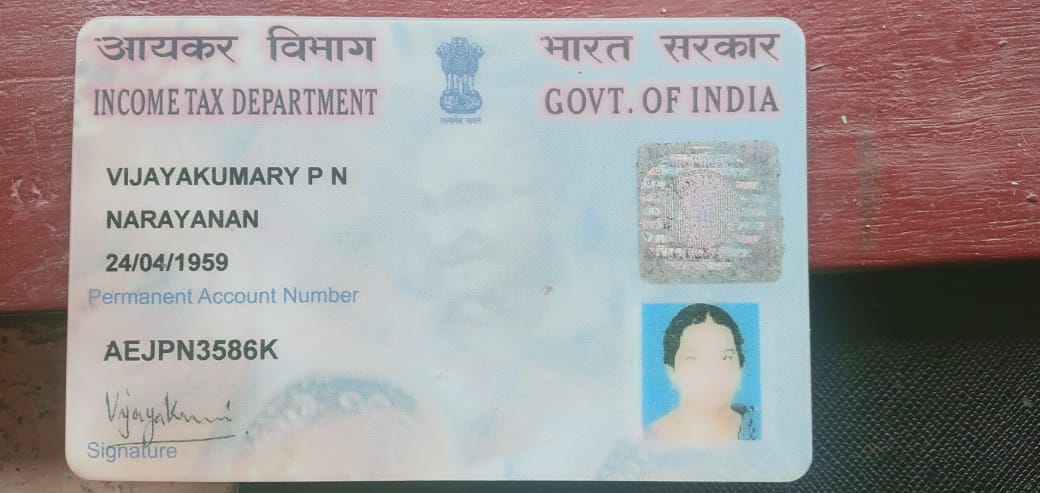 आयकर विभाग
भारत सरकार
INCOME TAX DEPARTMENT
GOVT. OF INDIA
सत्यमेव जयते
VIJAYAKUMARY P N
NARAYANAN
24/04/1959
Permanent Account Number
AEJPN3586K
Signature